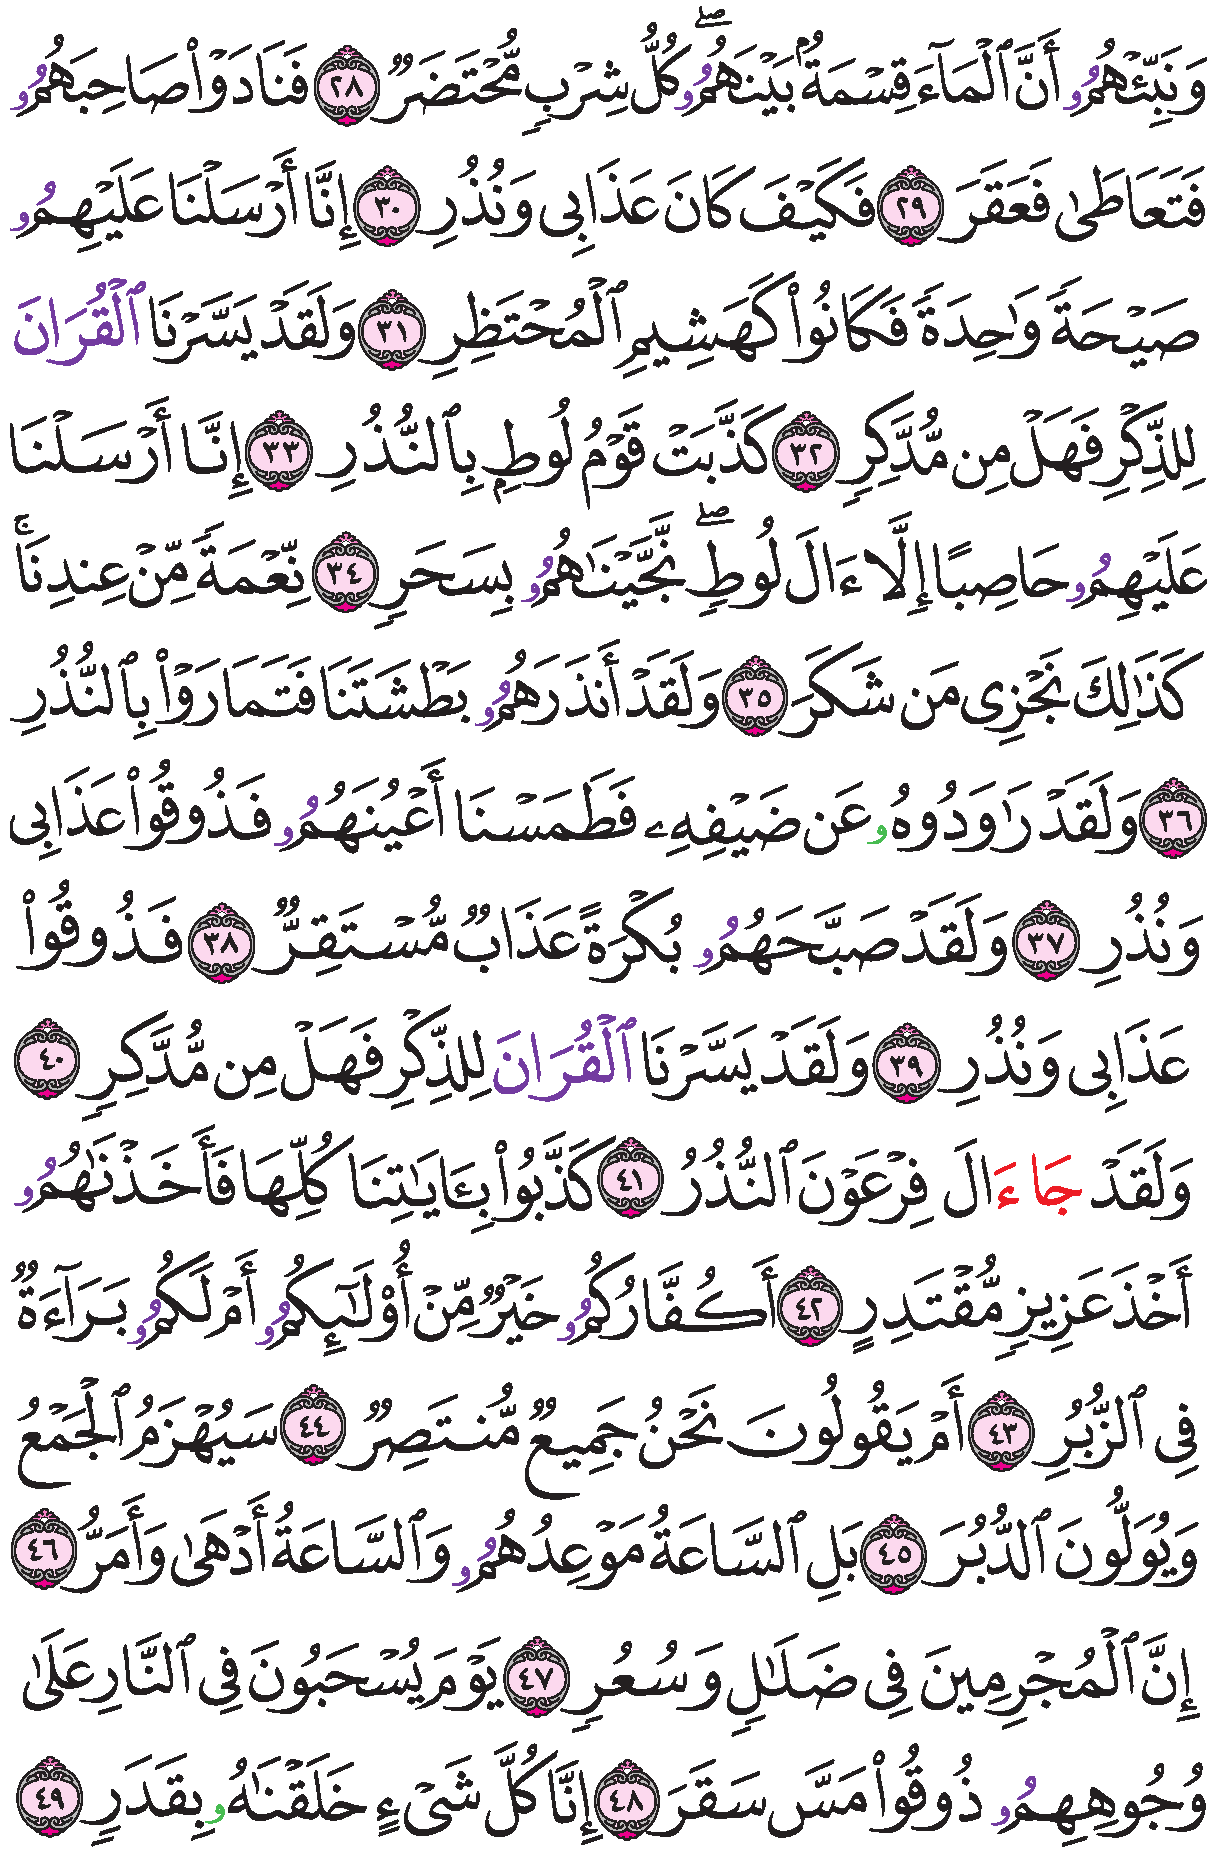 وَنَبِّئْهُمُۥ أَنَّ ٱلْمَآءَ قِسْمَةُۢ بَيْنَهُمُۥۖ كُلُّ شِرْبٖ مُّحْتَضَرٞ ٢٨ فَنَادَوْاْ صَاحِبَهُمُۥ
فَتَعَاطَىٰ فَعَقَرَ ٢٩ فَكَيْفَ كَانَ عَذَابِى وَنُذُرِ ٣٠ إِنَّا أَرْسَلْنَا عَلَيْهِمُۥ
صَيْحَةٗ وَٰحِدَةٗ فَكَانُواْ كَهَشِيمِ ٱلْمُحْتَظِرِ ٣١ وَلَقَدْ يَسَّرْنَا ٱلْقُرَانَ
لِلذِّكْرِ فَهَلْ مِن مُّدَّكِرٖ ٣٢ كَذَّبَتْ قَوْمُ لُوطِۭ بِالنُّذُرِ ٣٣ إِنَّا أَرْسَلْنَا
عَلَيْهِمُۥ حَاصِبًا إِلَّا ءَالَ لُوطٖۖ نَّجَّيْنَٰهُمُۥ بِسَحَرٖ ٣٤ نِّعْمَةٗ مِّنْ عِندِنَاۚ
كَذَٰلِكَ نَجْزِى مَن شَكَرَ ٣٥ وَلَقَدْ أَنذَرَهُمُۥ بَطْشَتَنَا فَتَمَارَوْاْ بِالنُّذُرِ
٣٦ وَلَقَدْ رَٰوَدُوهُۥ عَن ضَيْفِهِۦ فَطَمَسْنَا أَعْيُنَهُمُۥ فَذُوقُواْ عَذَابِى
وَنُذُرِ ٣٧ وَلَقَدْ صَبَّحَهُمُۥ بُكْرَةً عَذَابٞ مُّسْتَقِرّٞ ٣٨ فَذُوقُواْ
عَذَابِى وَنُذُرِ ٣٩ وَلَقَدْ يَسَّرْنَا ٱلْقُرَانَ لِلذِّكْرِ فَهَلْ مِن مُّدَّكِرٖ ٤٠
وَلَقَدْ جَاءَ الَ فِرْعَوْنَ ٱلنُّذُرُ ٤١ كَذَّبُواْ بِـَٔايَٰتِنَا كُلِّهَا فَأَخَذْنَٰهُمُۥ
أَخْذَ عَزِيزٖ مُّقْتَدِرٍ ٤٢ أَكُفَّارُكُمُۥ خَيْرٞ مِّنْ أُوْلَٰٓئِكُمُۥ أَمْ لَكُمُۥ بَرَآءَةٞ
فِى ٱلزُّبُرِ ٤٣ أَمْ يَقُولُونَ نَحْنُ جَمِيعٞ مُّنتَصِرٞ ٤٤ سَيُهْزَمُ ٱلْجَمْعُ
وَيُوَلُّونَ ٱلدُّبُرَ ٤٥ بَلِ ٱلسَّاعَةُ مَوْعِدُهُمُۥ وَٱلسَّاعَةُ أَدْهَىٰ وَأَمَرُّ ٤٦
إِنَّ ٱلْمُجْرِمِينَ فِى ضَلَٰلٖ وَسُعُرٖ ٤٧ يَوْمَ يُسْحَبُونَ فِى ٱلنَّارِ عَلَىٰ
وُجُوهِهِمُۥ ذُوقُواْ مَسَّ سَقَرَ ٤٨ إِنَّا كُلَّ شَىْءٍ خَلَقْنَٰهُۥ بِقَدَرٖ ٤٩